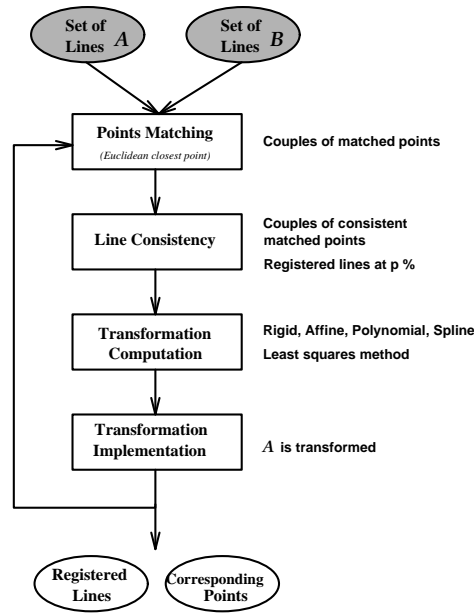 Set of
Lines A
Set of
Lines B
Points Matching
(Euclidean closest point)
Couples of matched points
Line Consistency
Couples of consistent
matched points
Registered lines at p %
Transformation
Computation
Rigid, Affine, Polynomial, Spline
Least squares method
Transformation
Implementation
A is transformed
Registered
Lines
Corresponding
Points